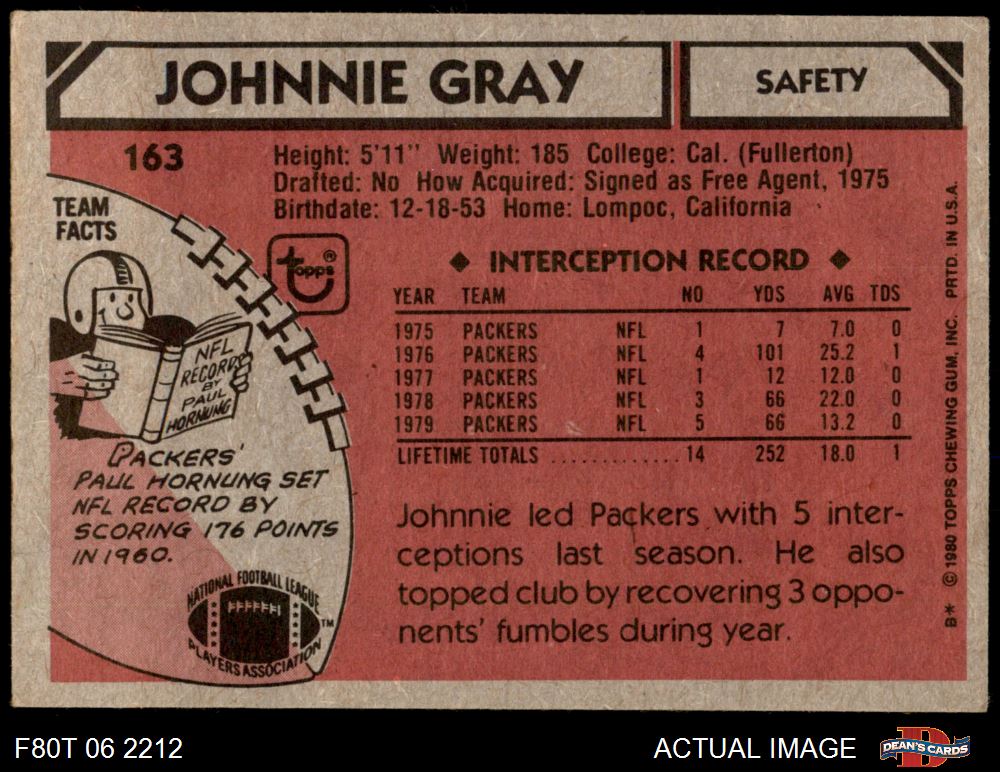 JOHNNIE GRAY
SAFETY
163
Height: 5'11" Weight: 185 College: Cal. (Fullerton)
Drafted: No How Acquired: Signed as Free Agent, 1975
Birthdate: 12-18-53 Home: Lompoc, California
TEAM
FACTS
topps®
NFL
RECORD
BY
PAUL
HORNUNG
PACKERS'
PAUL HORNUNG SET
NFL RECORD BY
SCORING 176 POINTS
IN 1960.
NATIONAL FOOTBALL LEAGUE
PLAYERS ASSOCIATION
TM
◆ INTERCEPTION RECORD ◆
YEAR TEAM NO YDS AVG TDS
1975 PACKERS NFL 1 7 7.0 0
1976 PACKERS NFL 4 101 25.2 1
1977 PACKERS NFL 1 12 12.0 0
1978 PACKERS NFL 3 66 22.0 0
1979 PACKERS NFL 5 66 13.2 0
LIFETIME TOTALS ............. 14 252 18.0 1
Johnnie led Packers with 5 inter-
ceptions last season. He also
topped club by recovering 3 oppo-
nents' fumbles during year.
B* © 1980 TOPPS CHEWING GUM, INC. PRTD. IN U.S.A.
F80T 06 2212
ACTUAL IMAGE
D
DEAN'S CARDS